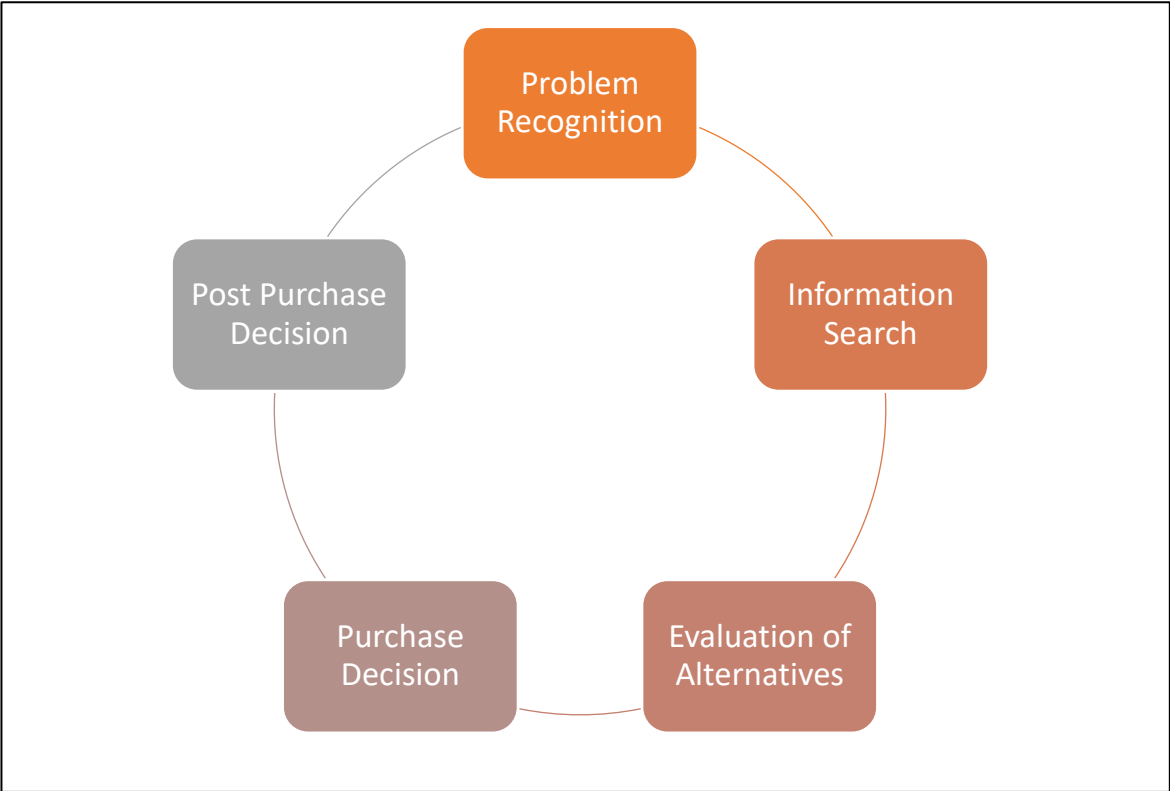 Problem
Recognition
Information
Search
Evaluation of
Alternatives
Purchase
Decision
Post Purchase
Decision